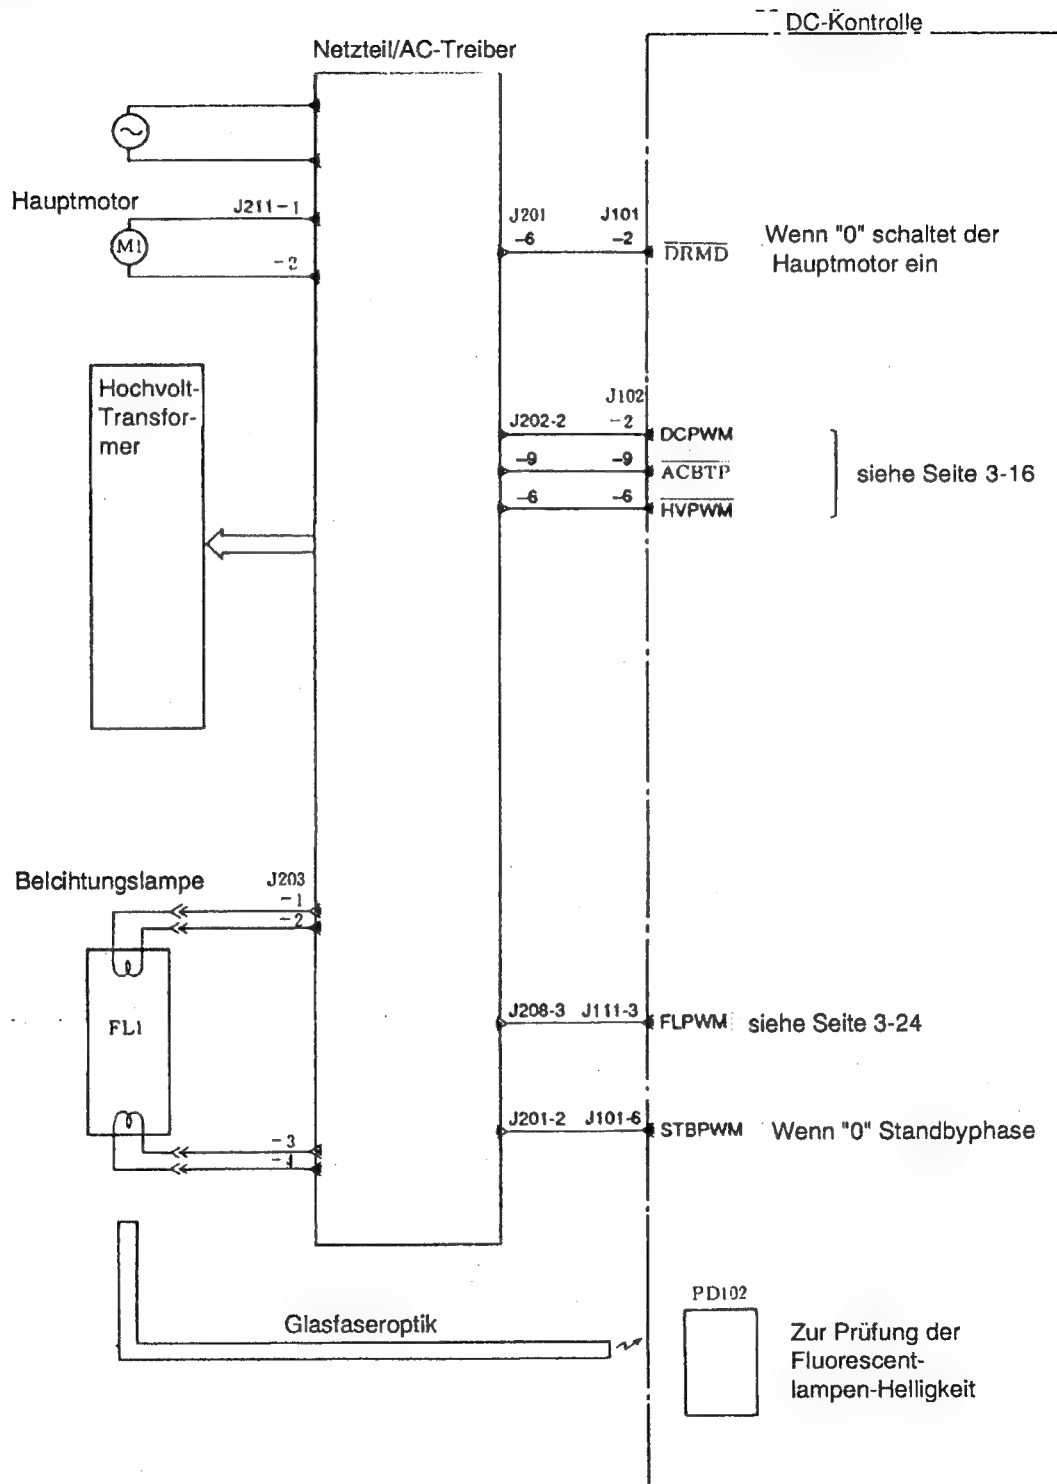 DC-Kontrolle
Netzteil/AC-Treiber
Hauptmotor
J211-1
M1
-2
J201
J101
-6
-2
DRMD
Wenn "0" schaltet der
Hauptmotor ein
Hochvolt-
Transfor-
mer
J102
J202-2
-2
DCPWM
-9
-9
ACBTP
siehe Seite 3-16
-6
-6
HVPWM
Belcihtungslampe
J203
-1
-2
FL1
J208-3
J111-3
FLPWM
siehe Seite 3-24
J201-2
J101-6
STBPWM
Wenn "0" Standbyphase
-3
-4
PD102
Glasfaseroptik
Zur Prüfung der
Fluorescent-
lampen-Helligkeit